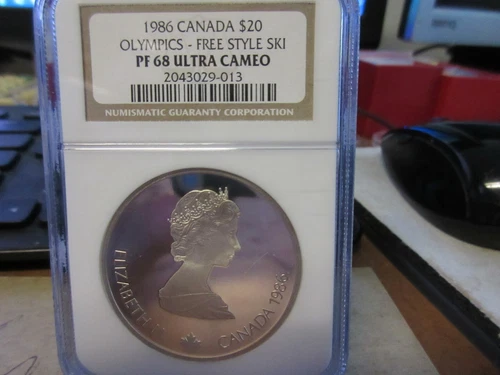 1986 CANADA $20
OLYMPICS - FREE STYLE SKI
PF 68 ULTRA CAMEO
2043029-013
NUMISMATIC GUARANTY CORPORATION
ELIZABETH II
CANADA 1986